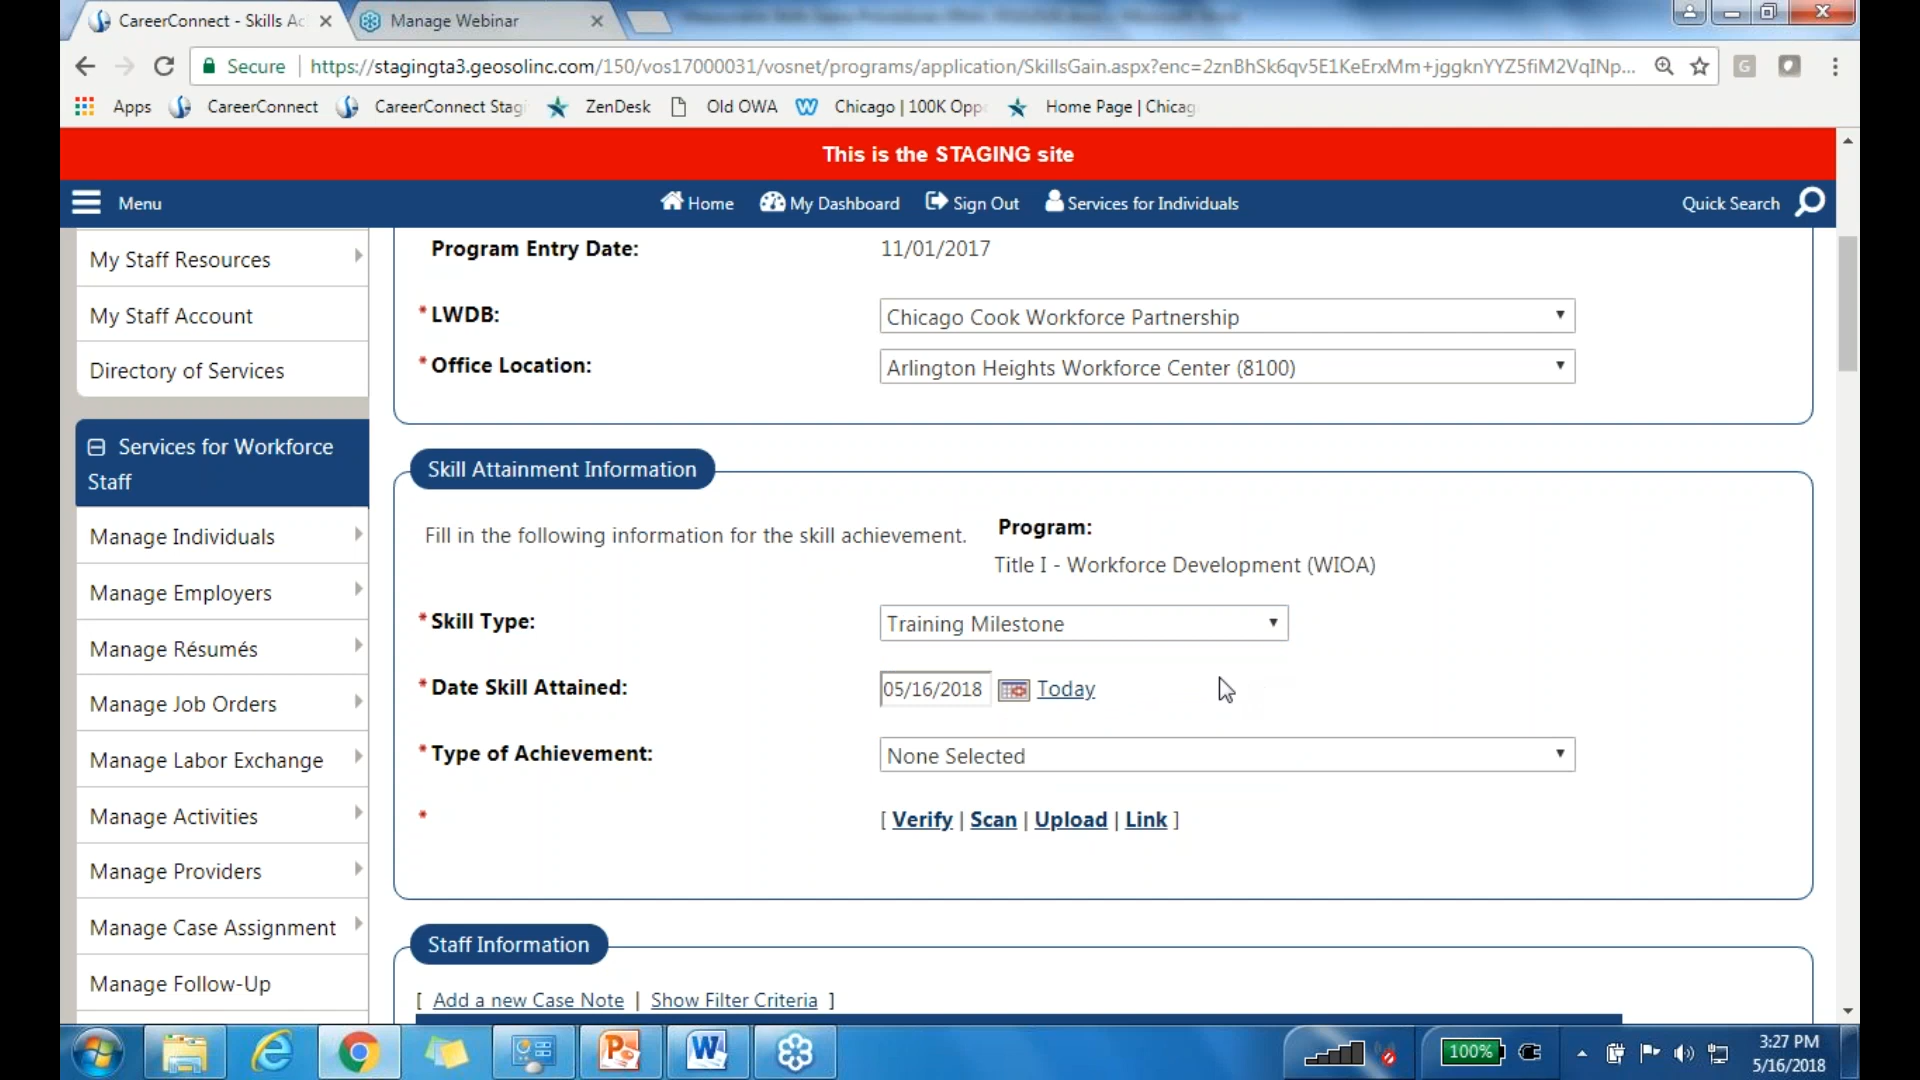 CareerConnect - Skills Ac
Manage Webinar
Secure
https://stagingta3.geosolinc.com/150/vos17000031/vosnet/programs/application/SkillsGain.aspx?enc=2znBhSk6qv5E1KeErxMm+jggknYYZ5fiM2VqINp...
Apps
CareerConnect
CareerConnect Stagi
ZenDesk
Old OWA
Chicago | 100K Oppo
Home Page | Chicag
This is the STAGING site
Menu
Home
My Dashboard
Sign Out
Services for Individuals
Quick Search
My Staff Resources
My Staff Account
Directory of Services
Services for Workforce
Staff
Manage Individuals
Manage Employers
Manage Résumés
Manage Job Orders
Manage Labor Exchange
Manage Activities
Manage Providers
Manage Case Assignment
Manage Follow-Up
Program Entry Date: 11/01/2017
* LWDB: Chicago Cook Workforce Partnership
* Office Location: Arlington Heights Workforce Center (8100)
Skill Attainment Information
Fill in the following information for the skill achievement.
Program:
Title I - Workforce Development (WIOA)
* Skill Type: Training Milestone
* Date Skill Attained: 05/16/2018 Today
* Type of Achievement: None Selected
* [ Verify | Scan | Upload | Link ]
Staff Information
[ Add a new Case Note | Show Filter Criteria ]
100%
3:27 PM
5/16/2018